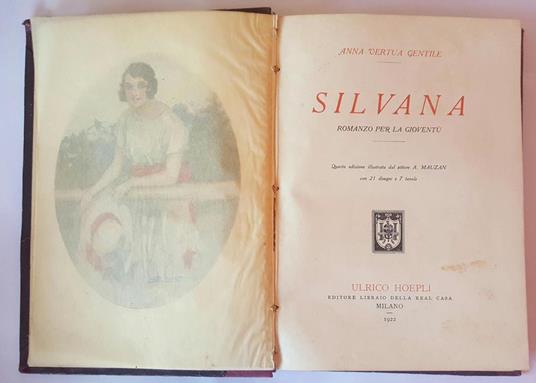 ANNA VERTUA GENTILE
SILVANA
ROMANZO PER LA GIOVENTÙ
Quarta edizione illustrata dal pittore A. MAUZAN
con 21 disegni e 7 tavole
ULRICO HOEPLI
EDITORE LIBRAIO DELLA REAL CASA
MILANO
1922